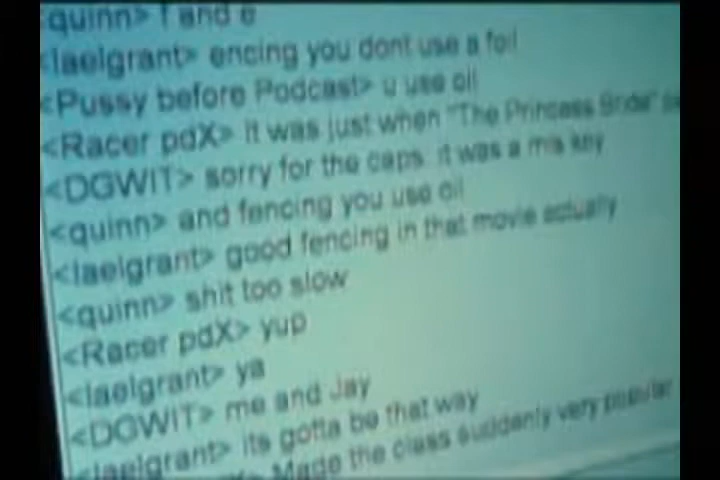 <quinn> f and e
<laelgrant> encing you dont use a foil
<Pussy before Podcast> u use oil
<Racer pdX> it was just when "The Princess Bride"
<DGWIT> sorry for the caps. it was a mis key
<quinn> and fencing you use oil
<laelgrant> good fencing in that movie actually
<quinn> shit too slow
<Racer pdX> yup
<laelgrant> ya
<DGWIT> me and Jay
<laelgrant> its gotta be that way
Made the class suddenly very popular